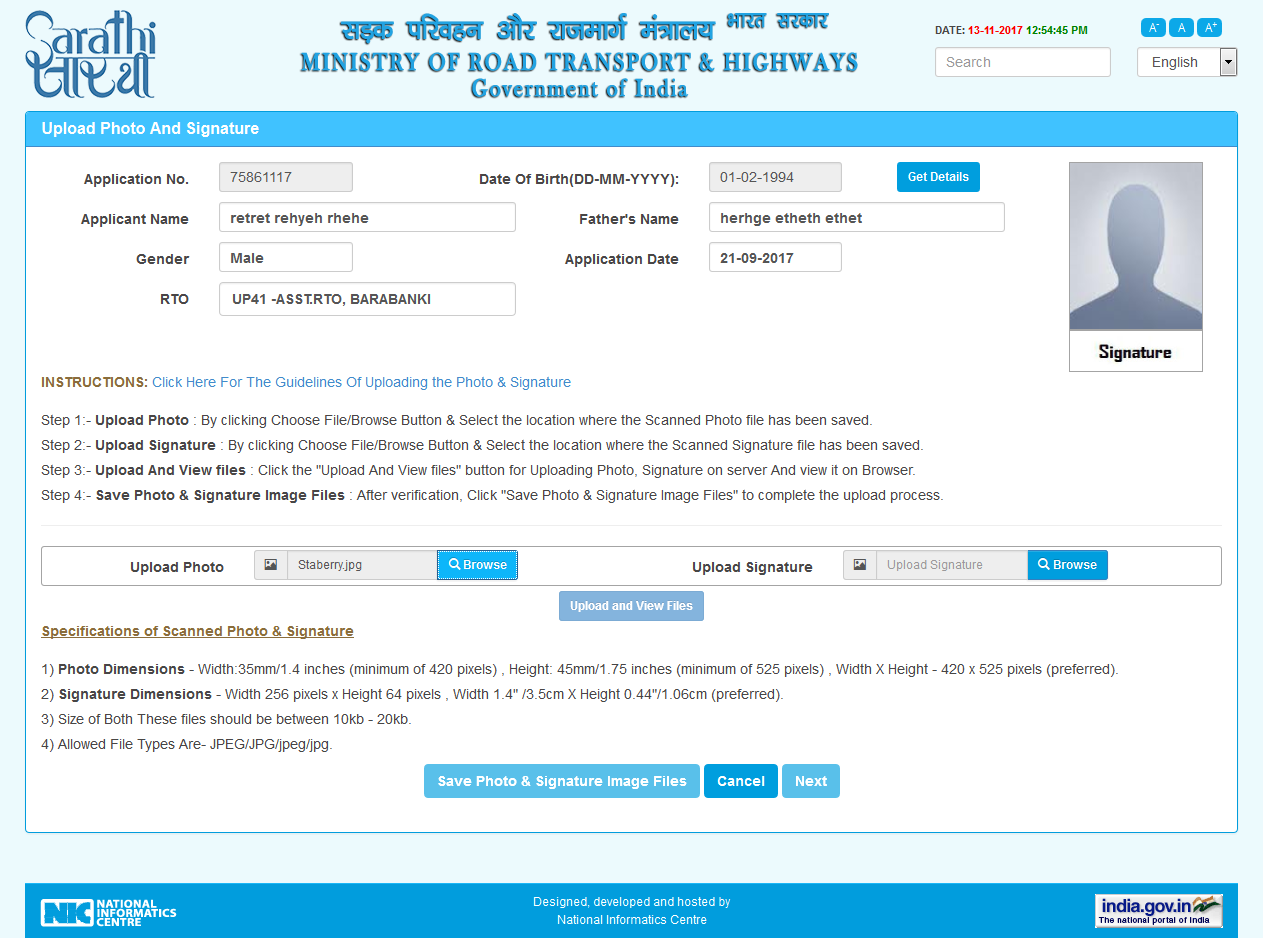 Sarathi
सारथी
सड़क परिवहन और राजमार्ग मंत्रालय भारत सरकार
MINISTRY OF ROAD TRANSPORT & HIGHWAYS
Government of India
DATE: 13-11-2017 12:54:45 PM
A- A A+
Search
English
Upload Photo And Signature
Application No. 75861117 Date Of Birth(DD-MM-YYYY): 01-02-1994 Get Details
Applicant Name retret rehyeh rhehe Father's Name herhge etheth ethet
Gender Male Application Date 21-09-2017
RTO UP41 -ASST.RTO, BARABANKI
Signature
INSTRUCTIONS: Click Here For The Guidelines Of Uploading the Photo & Signature
Step 1:- Upload Photo : By clicking Choose File/Browse Button & Select the location where the Scanned Photo file has been saved.
Step 2:- Upload Signature : By clicking Choose File/Browse Button & Select the location where the Scanned Signature file has been saved.
Step 3:- Upload And View files : Click the "Upload And View files" button for Uploading Photo, Signature on server And view it on Browser.
Step 4:- Save Photo & Signature Image Files : After verification, Click "Save Photo & Signature Image Files" to complete the upload process.
Upload Photo Staberry.jpg Browse Upload Signature Upload Signature Browse
Upload and View Files
Specifications of Scanned Photo & Signature
1) Photo Dimensions - Width:35mm/1.4 inches (minimum of 420 pixels) , Height: 45mm/1.75 inches (minimum of 525 pixels) , Width X Height - 420 x 525 pixels (preferred).
2) Signature Dimensions - Width 256 pixels x Height 64 pixels , Width 1.4" /3.5cm X Height 0.44"/1.06cm (preferred).
3) Size of Both These files should be between 10kb - 20kb.
4) Allowed File Types Are- JPEG/JPG/jpeg/jpg.
Save Photo & Signature Image Files Cancel Next
NIC NATIONAL
INFORMATICS
CENTRE
Designed, developed and hosted by
National Informatics Centre
india.gov.in
The national portal of India